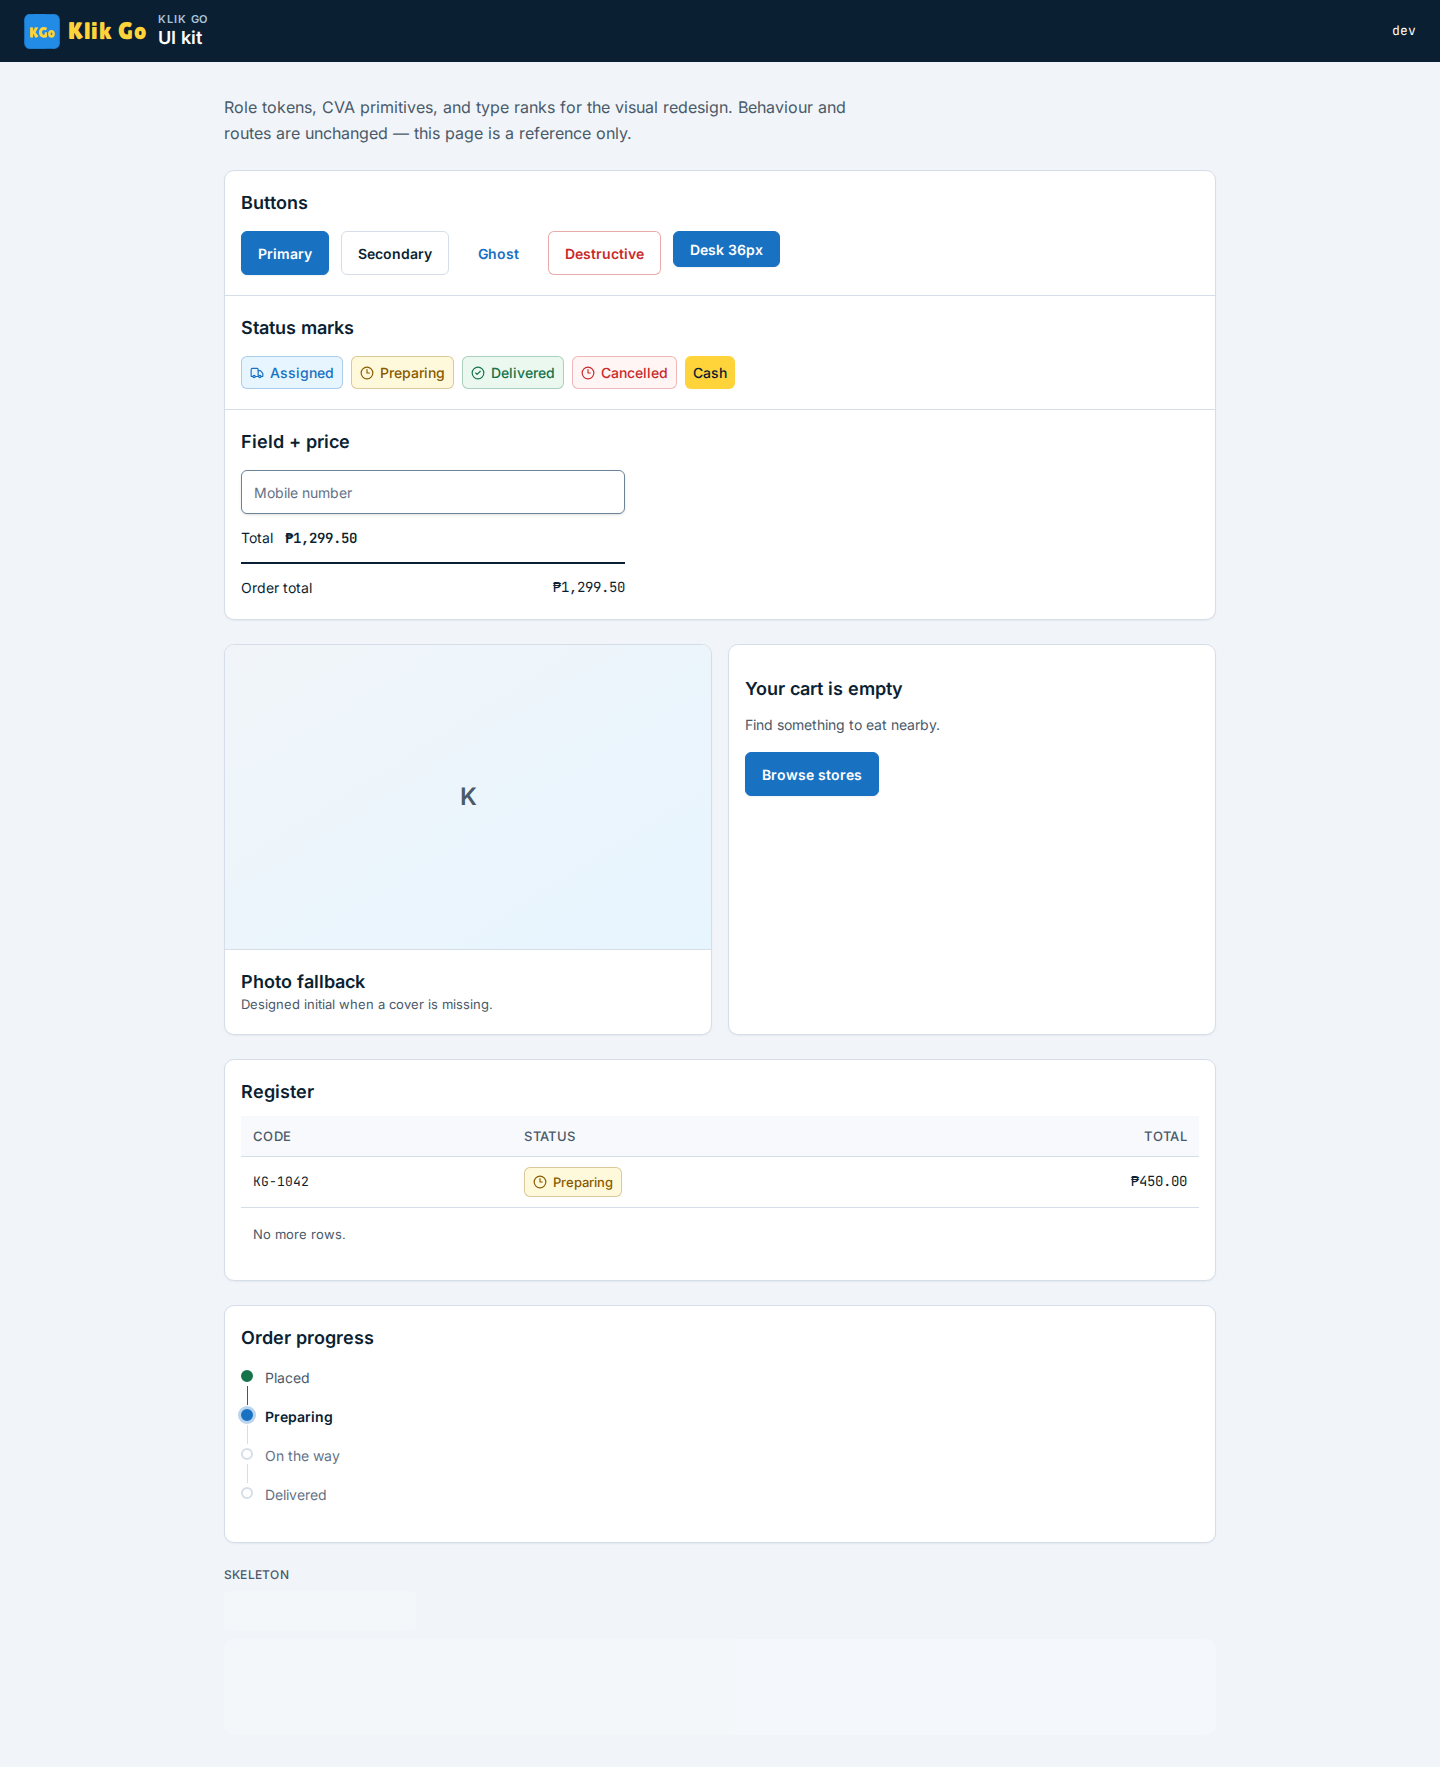 KGo Klik Go
KLIK GO
UI kit
dev
Role tokens, CVA primitives, and type ranks for the visual redesign. Behaviour and
routes are unchanged — this page is a reference only.
Buttons
Primary Secondary Ghost Destructive Desk 36px
Status marks
Assigned Preparing Delivered Cancelled Cash
Field + price
Mobile number
Total ₱1,299.50
Order total ₱1,299.50
K
Photo fallback
Designed initial when a cover is missing.
Your cart is empty
Find something to eat nearby.
Browse stores
Register
CODE STATUS TOTAL
KG-1042 Preparing ₱450.00
No more rows.
Order progress
Placed
Preparing
On the way
Delivered
SKELETON